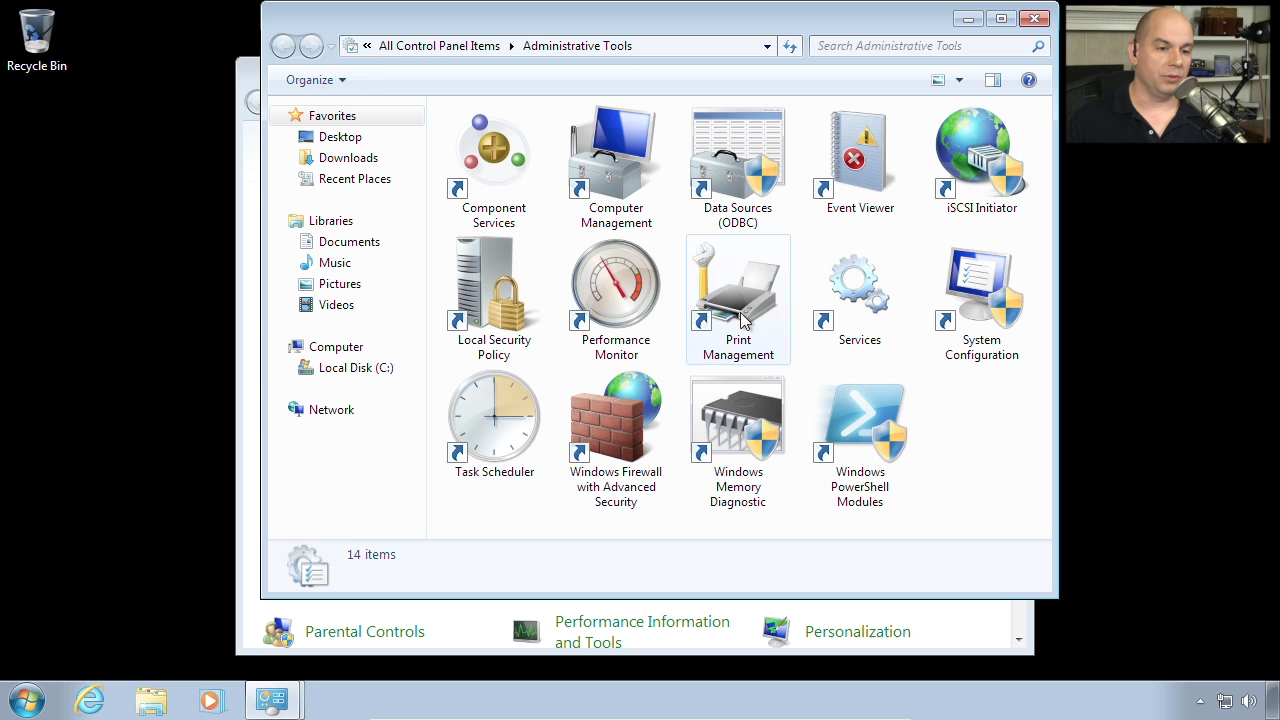 Recycle Bin
« All Control Panel Items ▸ Administrative Tools
Search Administrative Tools
Organize
Favorites
Desktop
Downloads
Recent Places
Libraries
Documents
Music
Pictures
Videos
Computer
Local Disk (C:)
Network
Component
Services
Computer
Management
Data Sources
(ODBC)
Event Viewer
iSCSI Initiator
Local Security
Policy
Performance
Monitor
Print
Management
Services
System
Configuration
Task Scheduler
Windows Firewall
with Advanced
Security
Windows
Memory
Diagnostic
Windows
PowerShell
Modules
14 items
Parental Controls
Performance Information
and Tools
Personalization